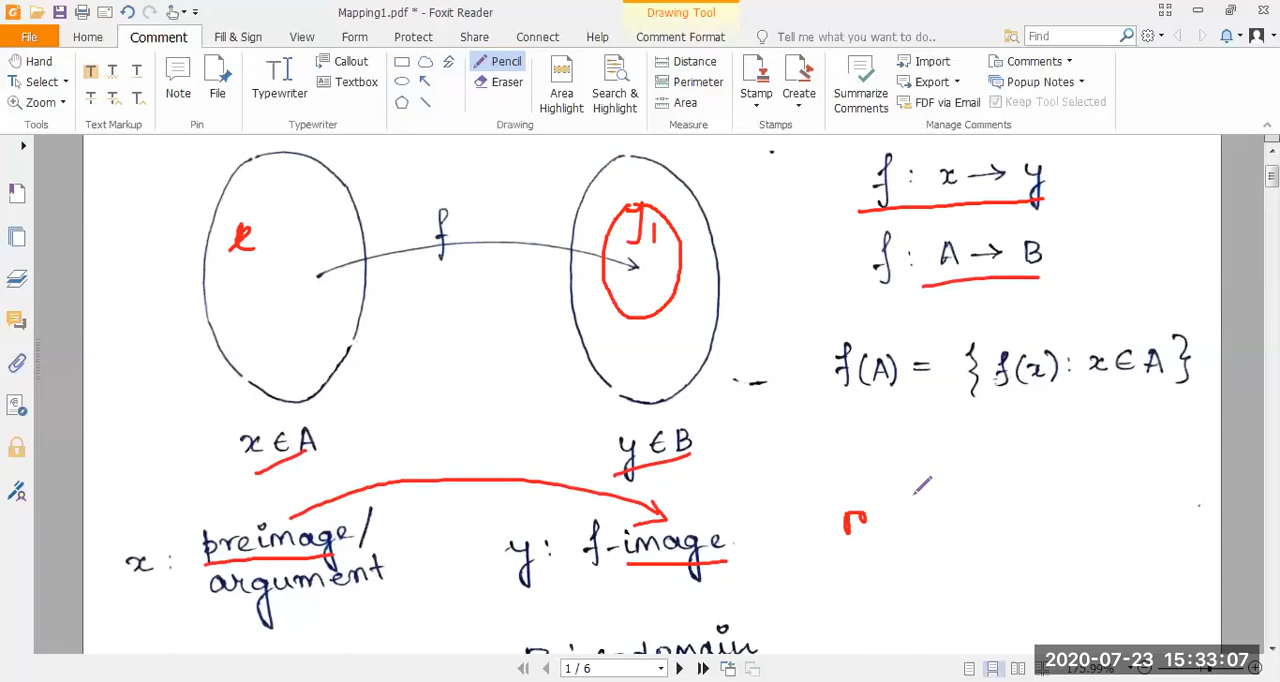 Mapping1.pdf * - Foxit Reader
Drawing Tool
File Home Comment Fill & Sign View Form Protect Share Connect Help Comment Format Tell me what you want to do.. Find
Hand
Select
Zoom
Tools
T T T
T T T
Text Markup
Note
File
Pin
Typewriter
Callout
Textbox
Typewriter
Pencil
Eraser
Drawing
Area Highlight
Search & Highlight
Distance
Perimeter
Area
Measure
Stamp
Create
Stamps
Summarize Comments
Import
Export
FDF via Email
Comments
Popup Notes
Keep Tool Selected
Manage Comments
f
f : x → y
f : A → B
f(A) = { f(x) : x ∈ A }
x ∈ A
y ∈ B
x : preimage/
argument
y : f-image
1 / 6
175.99%
2020-07-23 15:33:07